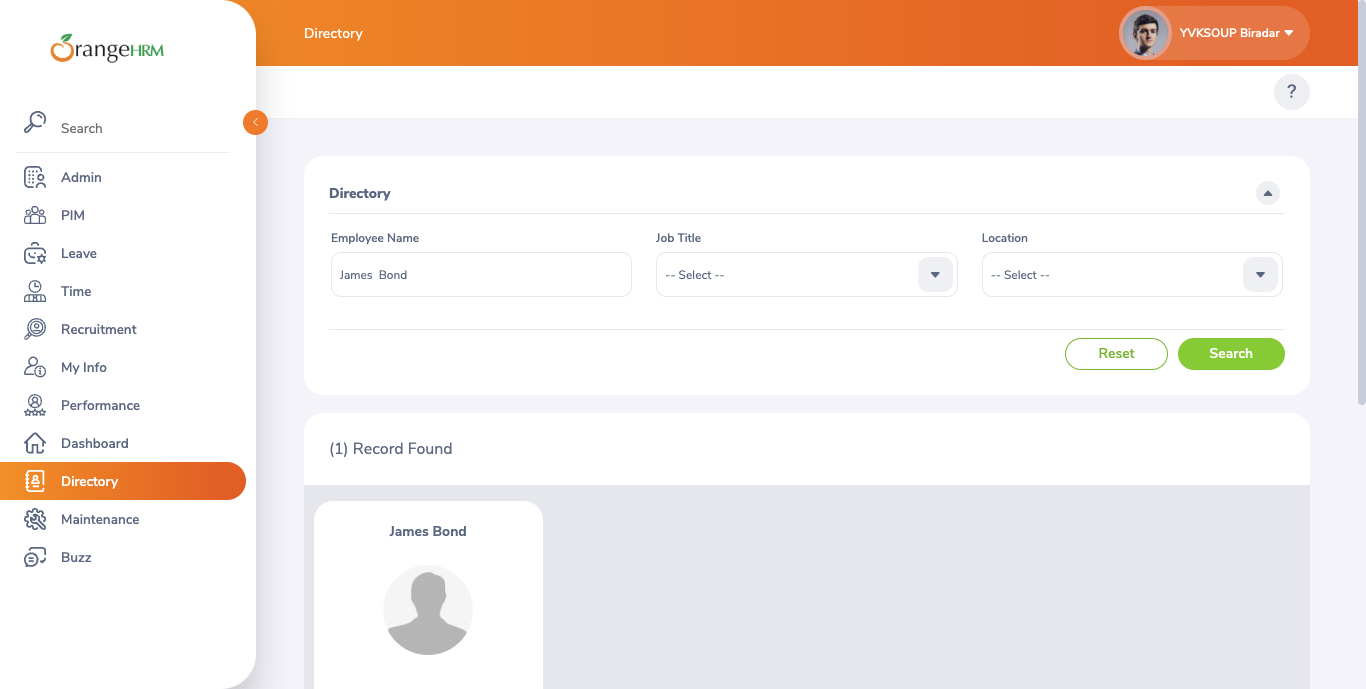 OrangeHRM
Directory
YVKSOUP Biradar
?
Search
Admin
PIM
Leave
Time
Recruitment
My Info
Performance
Dashboard
Directory
Maintenance
Buzz
Directory
Employee Name
Job Title
Location
James  Bond
-- Select --
-- Select --
Reset
Search
(1) Record Found
James Bond